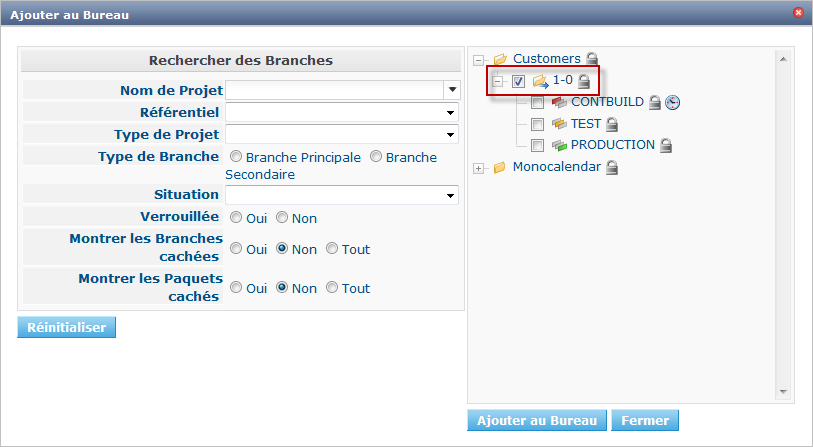 Ajouter au Bureau
Rechercher des Branches
Nom de Projet
Référentiel
Type de Projet
Type de Branche Branche Principale Branche
Secondaire
Situation
Verrouillée Oui Non
Montrer les Branches
cachées Oui Non Tout
Montrer les Paquets
cachés Oui Non Tout
Réinitialiser
Customers
1-0
CONTBUILD
TEST
PRODUCTION
Monocalendar
Ajouter au Bureau Fermer